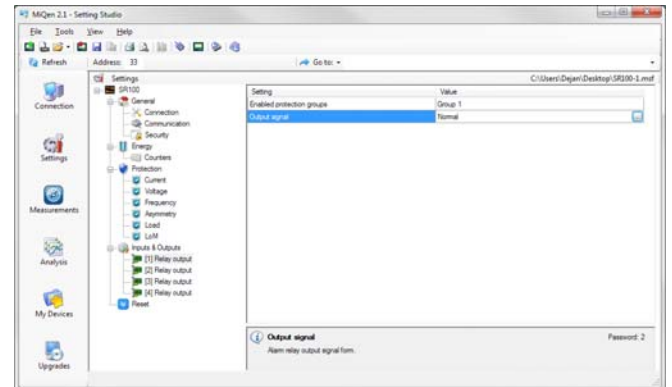 MiQen 2.1 - Setting Studio
File Tools View Help
Refresh Address: 33 Go to:
Settings C:\Users\Dejan\Desktop\SR100-1.msf
Connection
Settings
Measurements
Analysis
My Devices
Upgrades
SR100
General
Connection
Communication
Security
Energy
Counters
Protection
Current
Voltage
Frequency
Asymmetry
Load
LoM
Inputs & Outputs
[1] Relay output
[2] Relay output
[3] Relay output
[4] Relay output
Reset
Setting Value
Enabled protection groups Group 1
Output signal Normal
Output signal Password: 2
Alarm relay output signal form.